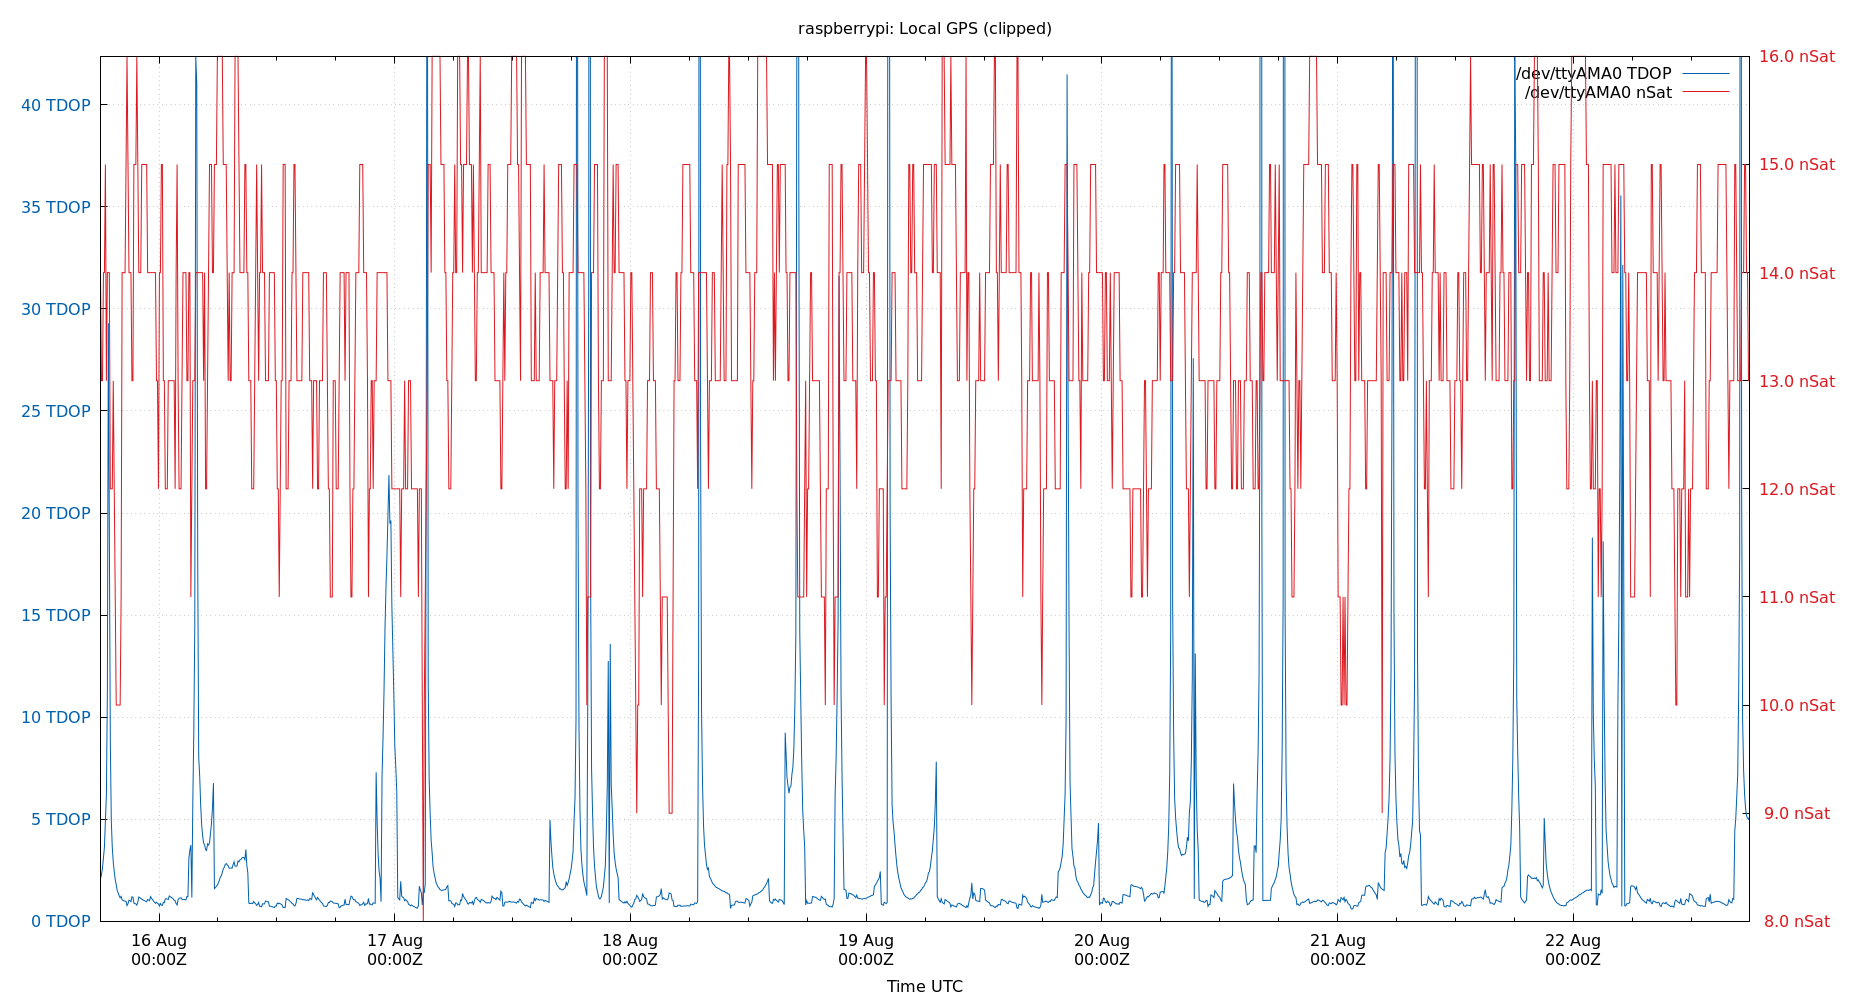 raspberrypi: Local GPS (clipped)
/dev/ttyAMA0 TDOP
/dev/ttyAMA0 nSat
40 TDOP
35 TDOP
30 TDOP
25 TDOP
20 TDOP
15 TDOP
10 TDOP
5 TDOP
0 TDOP
16.0 nSat
15.0 nSat
14.0 nSat
13.0 nSat
12.0 nSat
11.0 nSat
10.0 nSat
9.0 nSat
8.0 nSat
16 Aug
00:00Z
17 Aug
00:00Z
18 Aug
00:00Z
19 Aug
00:00Z
20 Aug
00:00Z
21 Aug
00:00Z
22 Aug
00:00Z
Time UTC